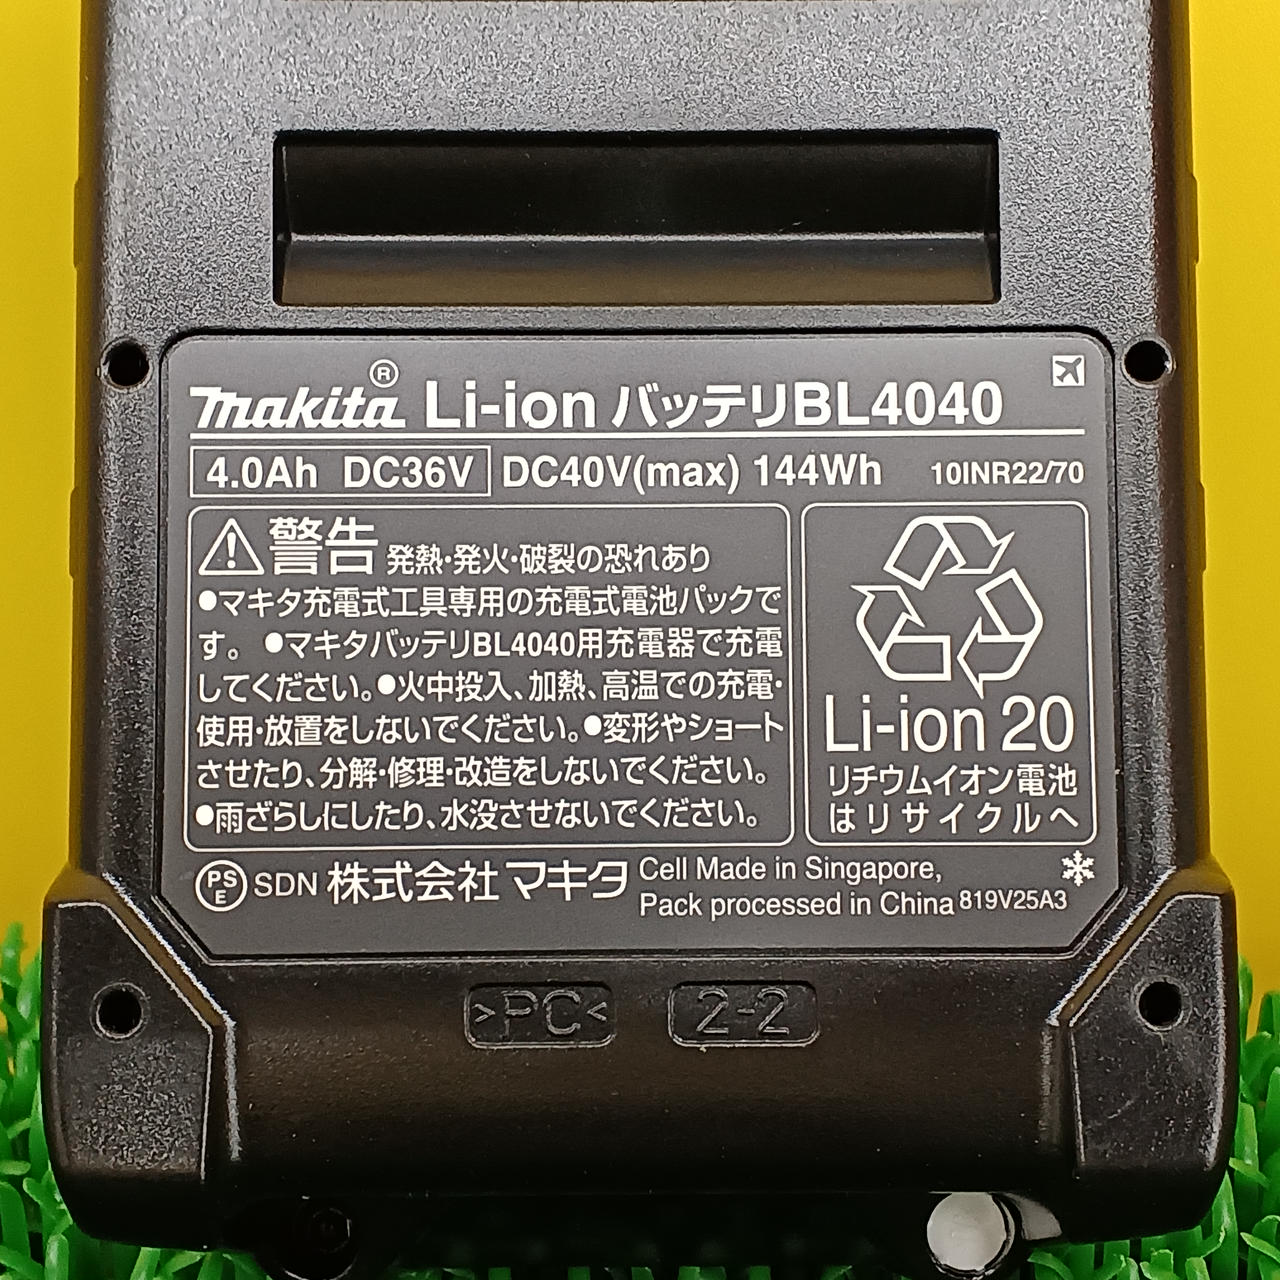 makita® Li-ion バッテリBL4040
4.0Ah DC36V DC40V(max) 144Wh 10INR22/70
警告 発熱・発火・破裂の恐れあり
●マキタ充電式工具専用の充電式電池パックで
す。 ●マキタバッテリBL4040用充電器で充電
してください。●火中投入、加熱、高温での充電・
使用・放置をしないでください。●変形やショート
させたり、分解・修理・改造をしないでください。
●雨ざらしにしたり、水没させないでください。
Li-ion 20
リチウムイオン電池
はリサイクルへ
PS
E
SDN 株式会社 マキタ
Cell Made in Singapore,
Pack processed in China 819V25A3
>PC< 2-2